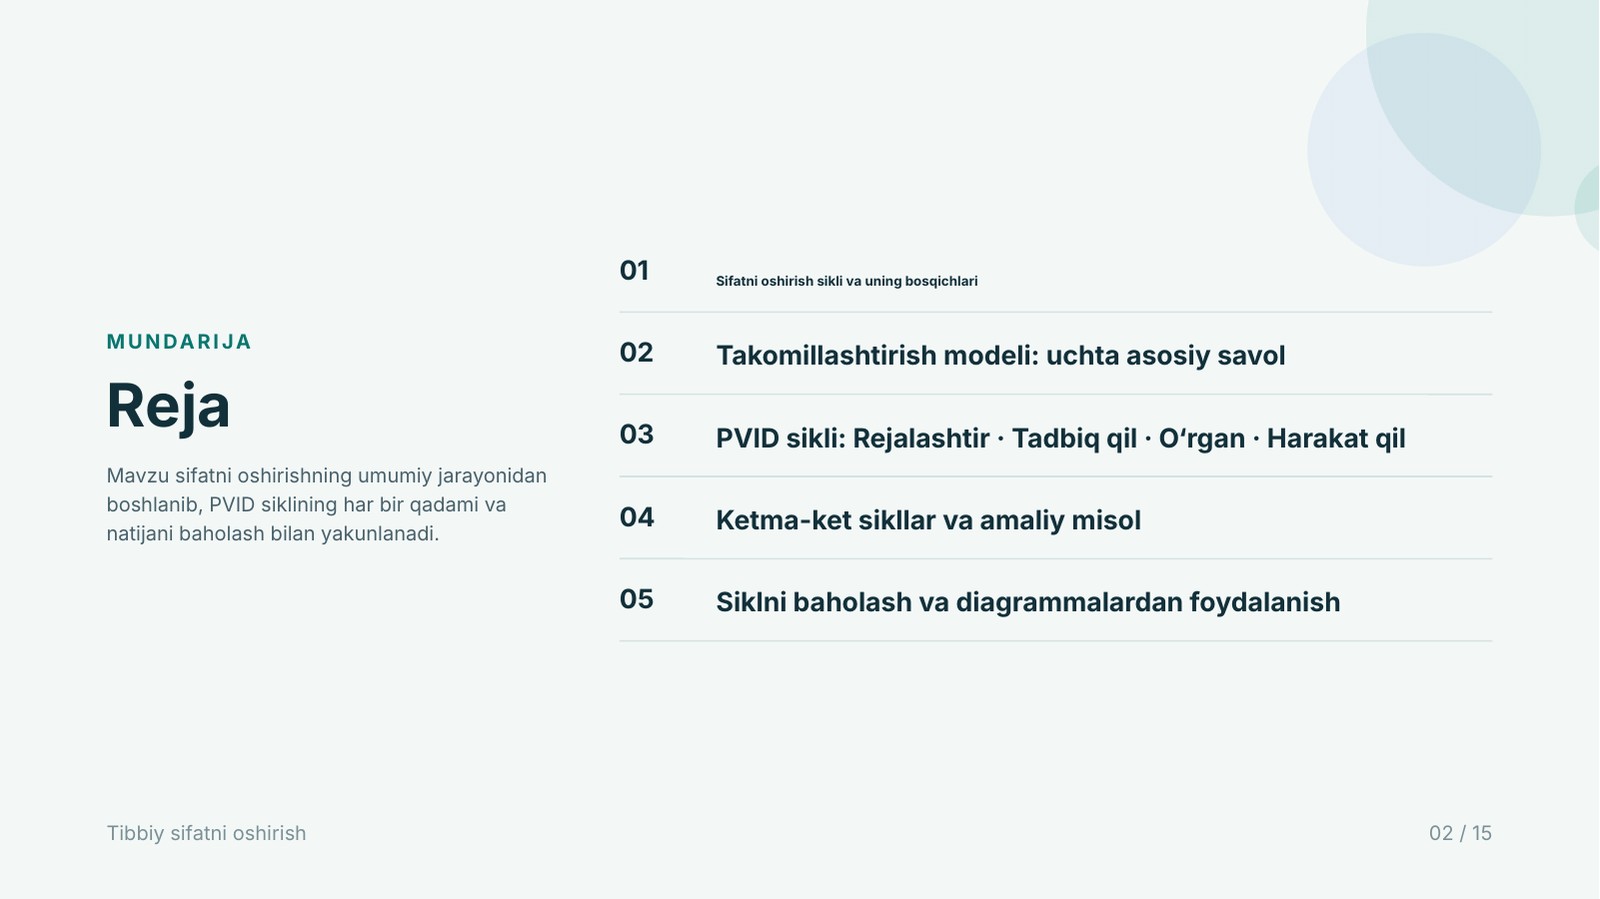 MUNDARIJA
Reja
Mavzu sifatni oshirishning umumiy jarayonidan
boshlanib, PVID siklining har bir qadami va
natijani baholash bilan yakunlanadi.
01 Sifatni oshirish sikli va uning bosqichlari
02 Takomillashtirish modeli: uchta asosiy savol
03 PVID sikli: Rejalashtir · Tadbiq qil · O‘rgan · Harakat qil
04 Ketma-ket sikllar va amaliy misol
05 Siklni baholash va diagrammalardan foydalanish
Tibbiy sifatni oshirish
02 / 15